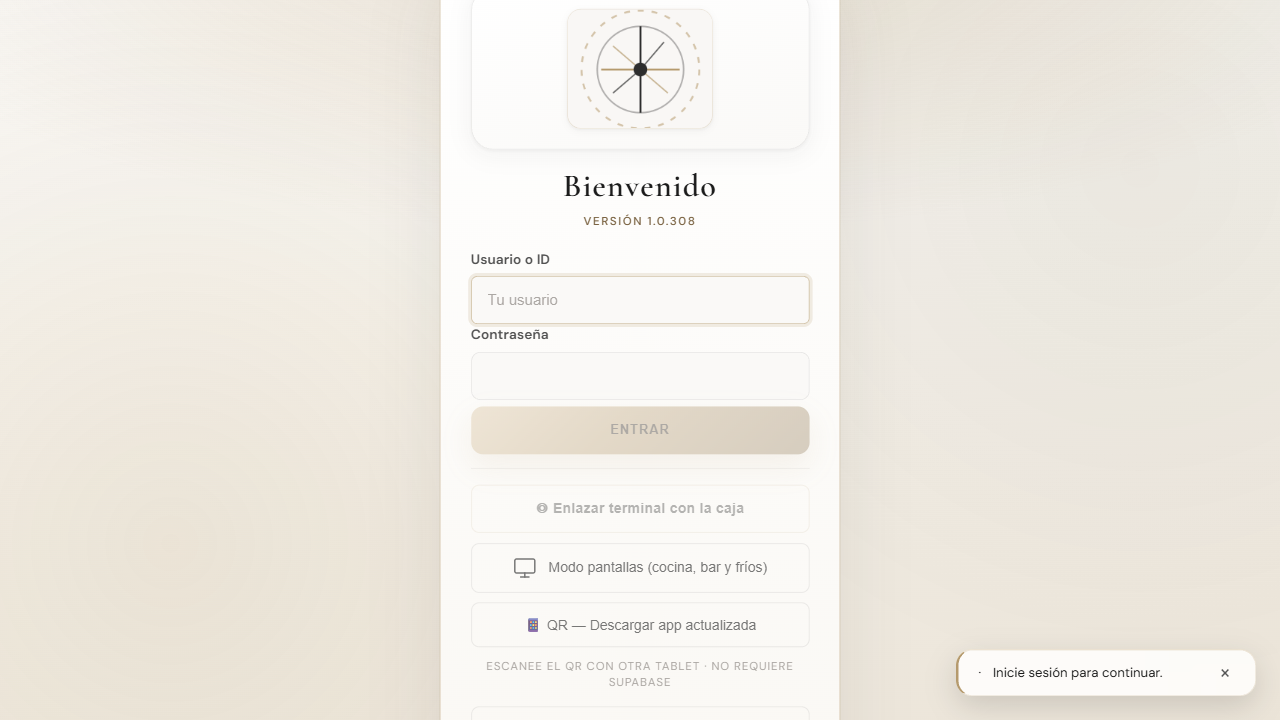 Bienvenido
VERSIÓN 1.0.308
Usuario o ID
Tu usuario
Contraseña
ENTRAR
Enlazar terminal con la caja
Modo pantallas (cocina, bar y fríos)
QR — Descargar app actualizada
ESCANEE EL QR CON OTRA TABLET · NO REQUIERE
SUPABASE
· Inicie sesión para continuar. ×